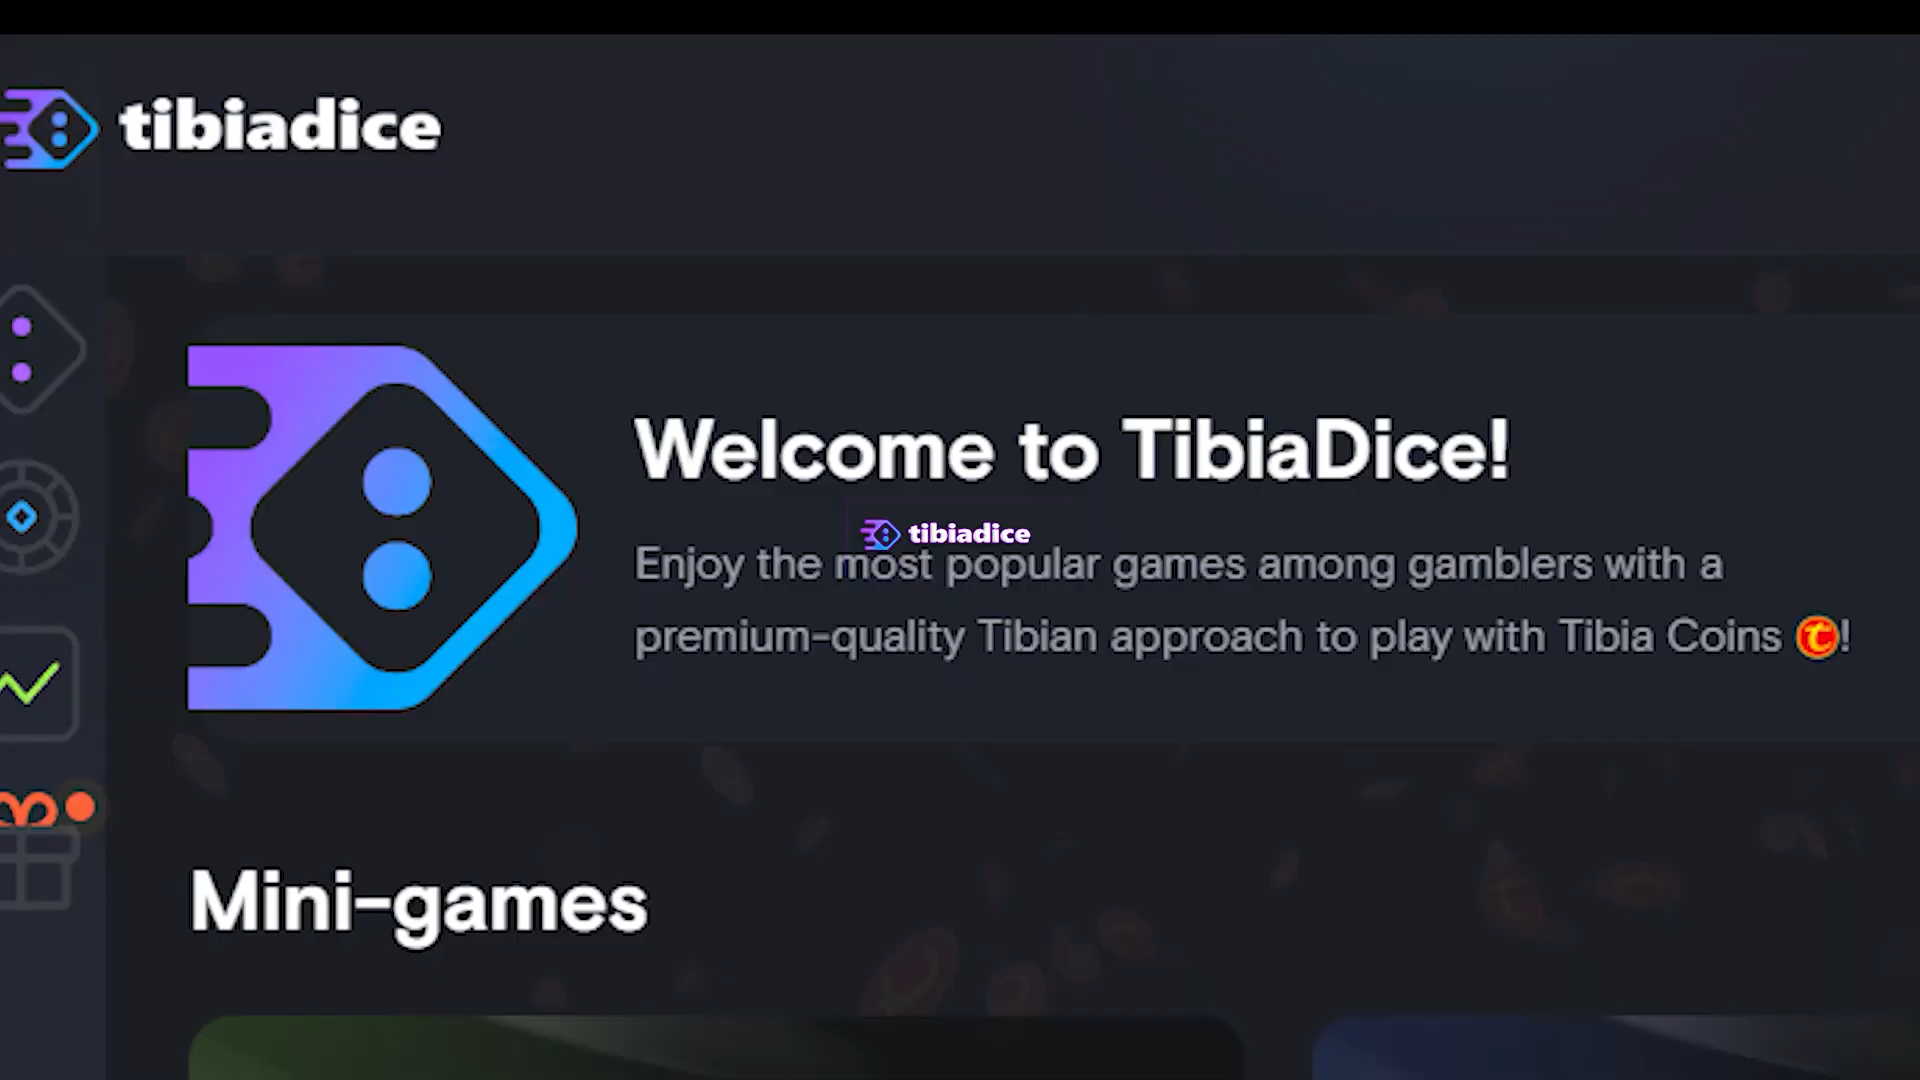 tibiadice
Welcome to TibiaDice!
tibiadice
Enjoy the most popular games among gamblers with a
premium-quality Tibian approach to play with Tibia Coins !
Mini-games